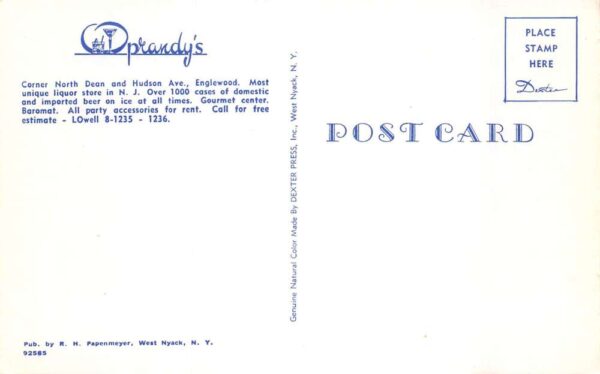 Oprandy's
Corner North Dean and Hudson Ave., Englewood. Most
unique liquor store in N. J. Over 1000 cases of domestic
and imported beer on ice at all times. Gourmet center.
Baromat. All party accessories for rent. Call for free
estimate - LOwell 8-1235 - 1236.
Pub. by R. H. Papenmeyer, West Nyack, N. Y.
92585
Genuine Natural Color Made By DEXTER PRESS, Inc., West Nyack, N. Y.
PLACE
STAMP
HERE
Dexter
POST CARD